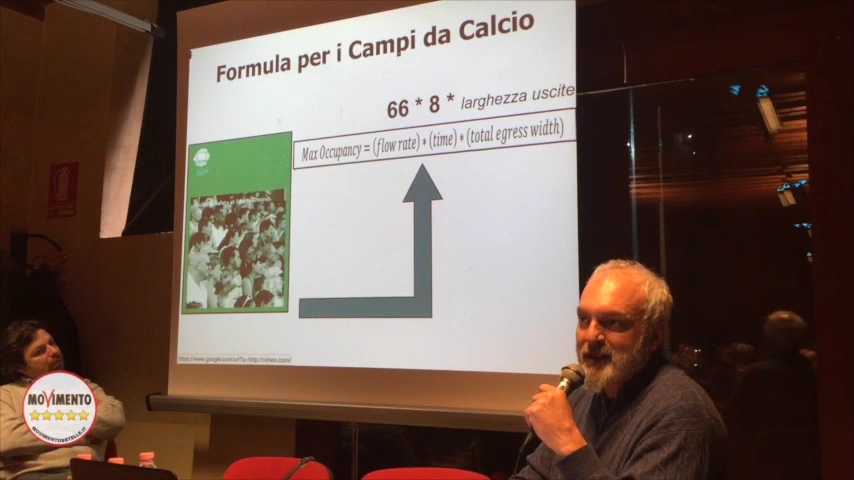 Formula per i Campi da Calcio
66 * 8 * larghezza uscite
Max Occupancy = (flow rate) * (time) * (total egress width)
MOVIMENTO
MOVIMENTO5STELLE.IT